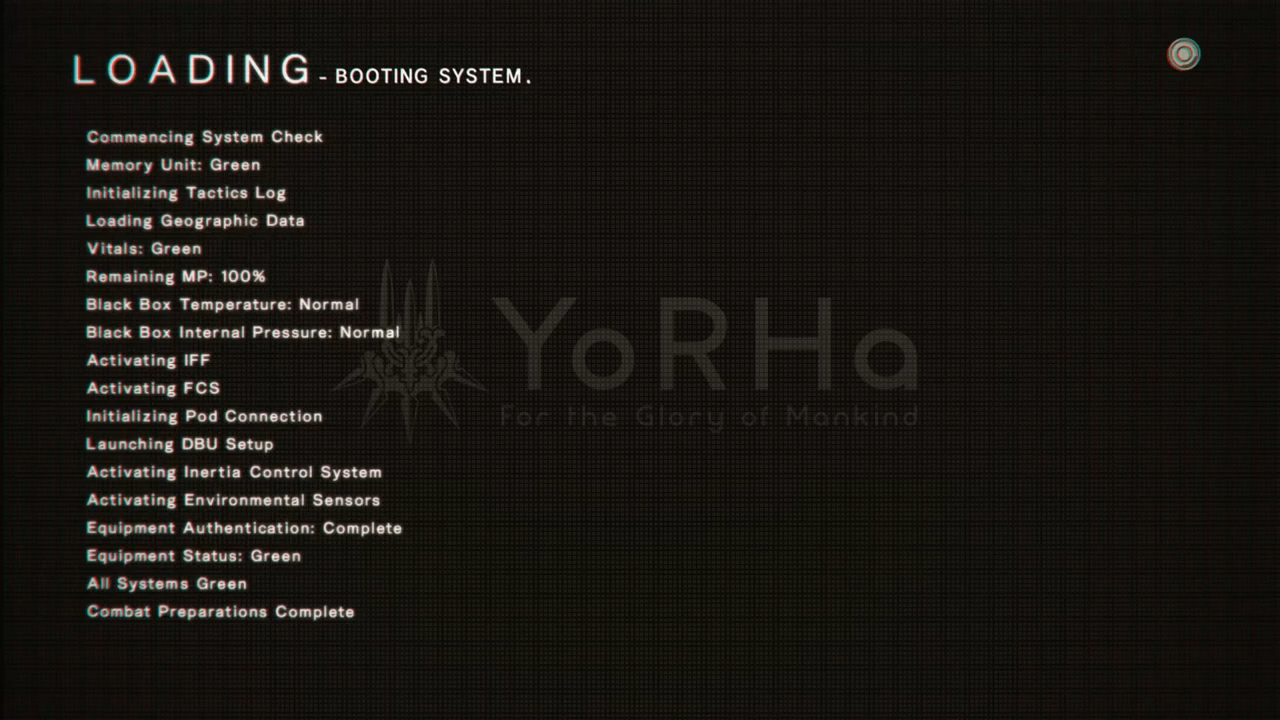 LOADING - BOOTING SYSTEM.
Commencing System Check
Memory Unit: Green
Initializing Tactics Log
Loading Geographic Data
Vitals: Green
Remaining MP: 100%
Black Box Temperature: Normal
Black Box Internal Pressure: Normal
Activating IFF
Activating FCS
Initializing Pod Connection
Launching DBU Setup
Activating Inertia Control System
Activating Environmental Sensors
Equipment Authentication: Complete
Equipment Status: Green
All Systems Green
Combat Preparations Complete
YoRHa
For the Glory of Mankind